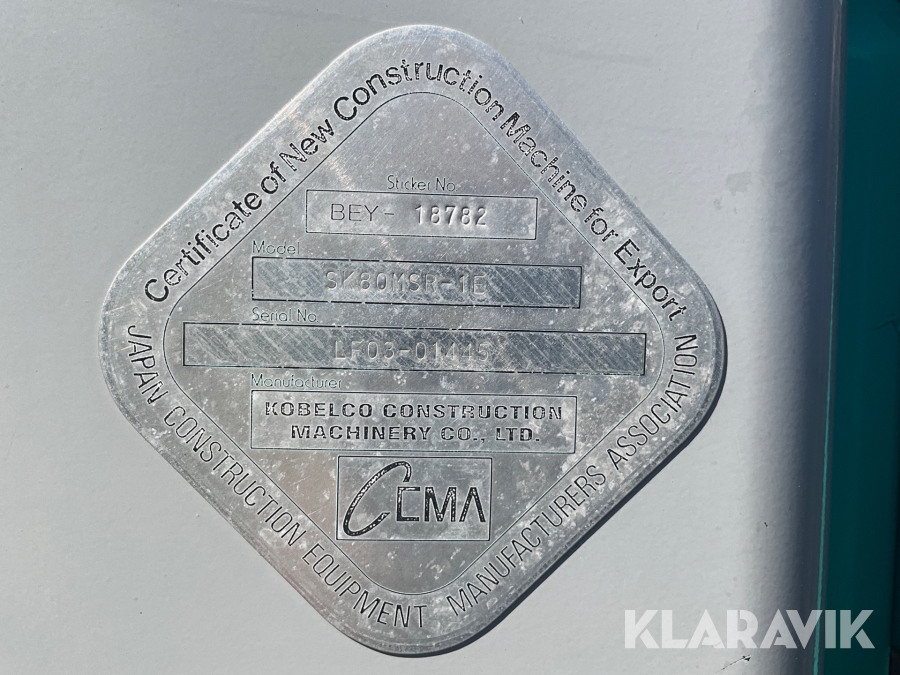 Certificate of New Construction Machine for Export
Sticker No.
BEY- 18782
Model
SK80MSR-1E
Serial No.
LF03-01445
Manufacturer
KOBELCO CONSTRUCTION
MACHINERY CO., LTD.
CEMA
JAPAN CONSTRUCTION EQUIPMENT MANUFACTURERS ASSOCIATION
KLARAVIK